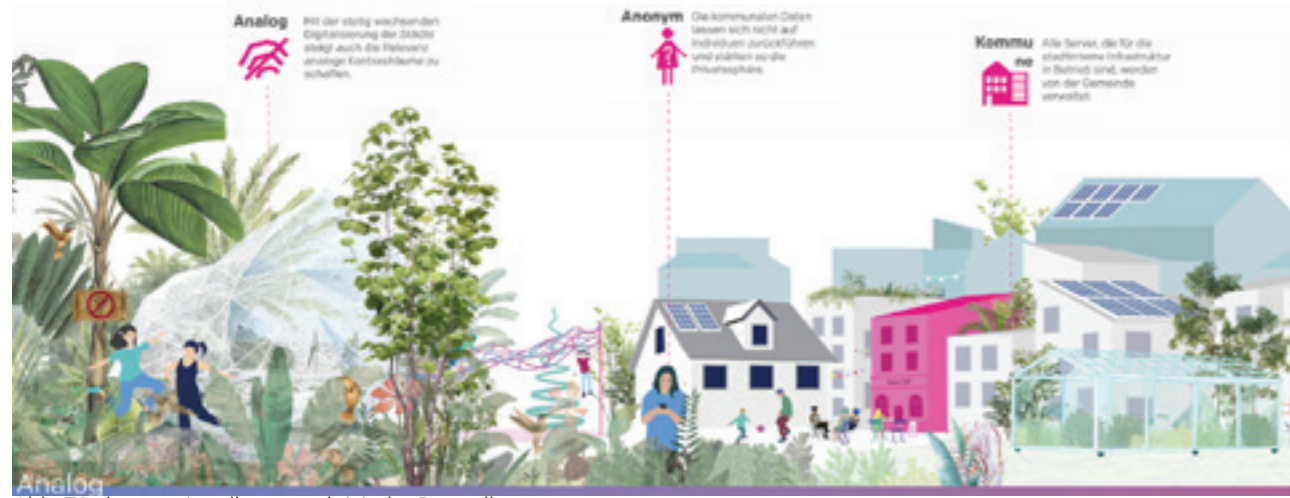 Analog
Mit der stetig wachsenden
Digitalisierung der Städte
steigt auch die Relevanz
analoge Kontrasträume zu
schaffen.
Anonym
Die kommunalen Daten
lassen sich nicht auf
Individuen zurückführen
und stärken so die
Privatsphäre.
Kommu
ne
Alle Server, die für die
stadtinterne Infrastruktur
in Betrieb sind, werden
von der Gemeinde
verwaltet.
Analog